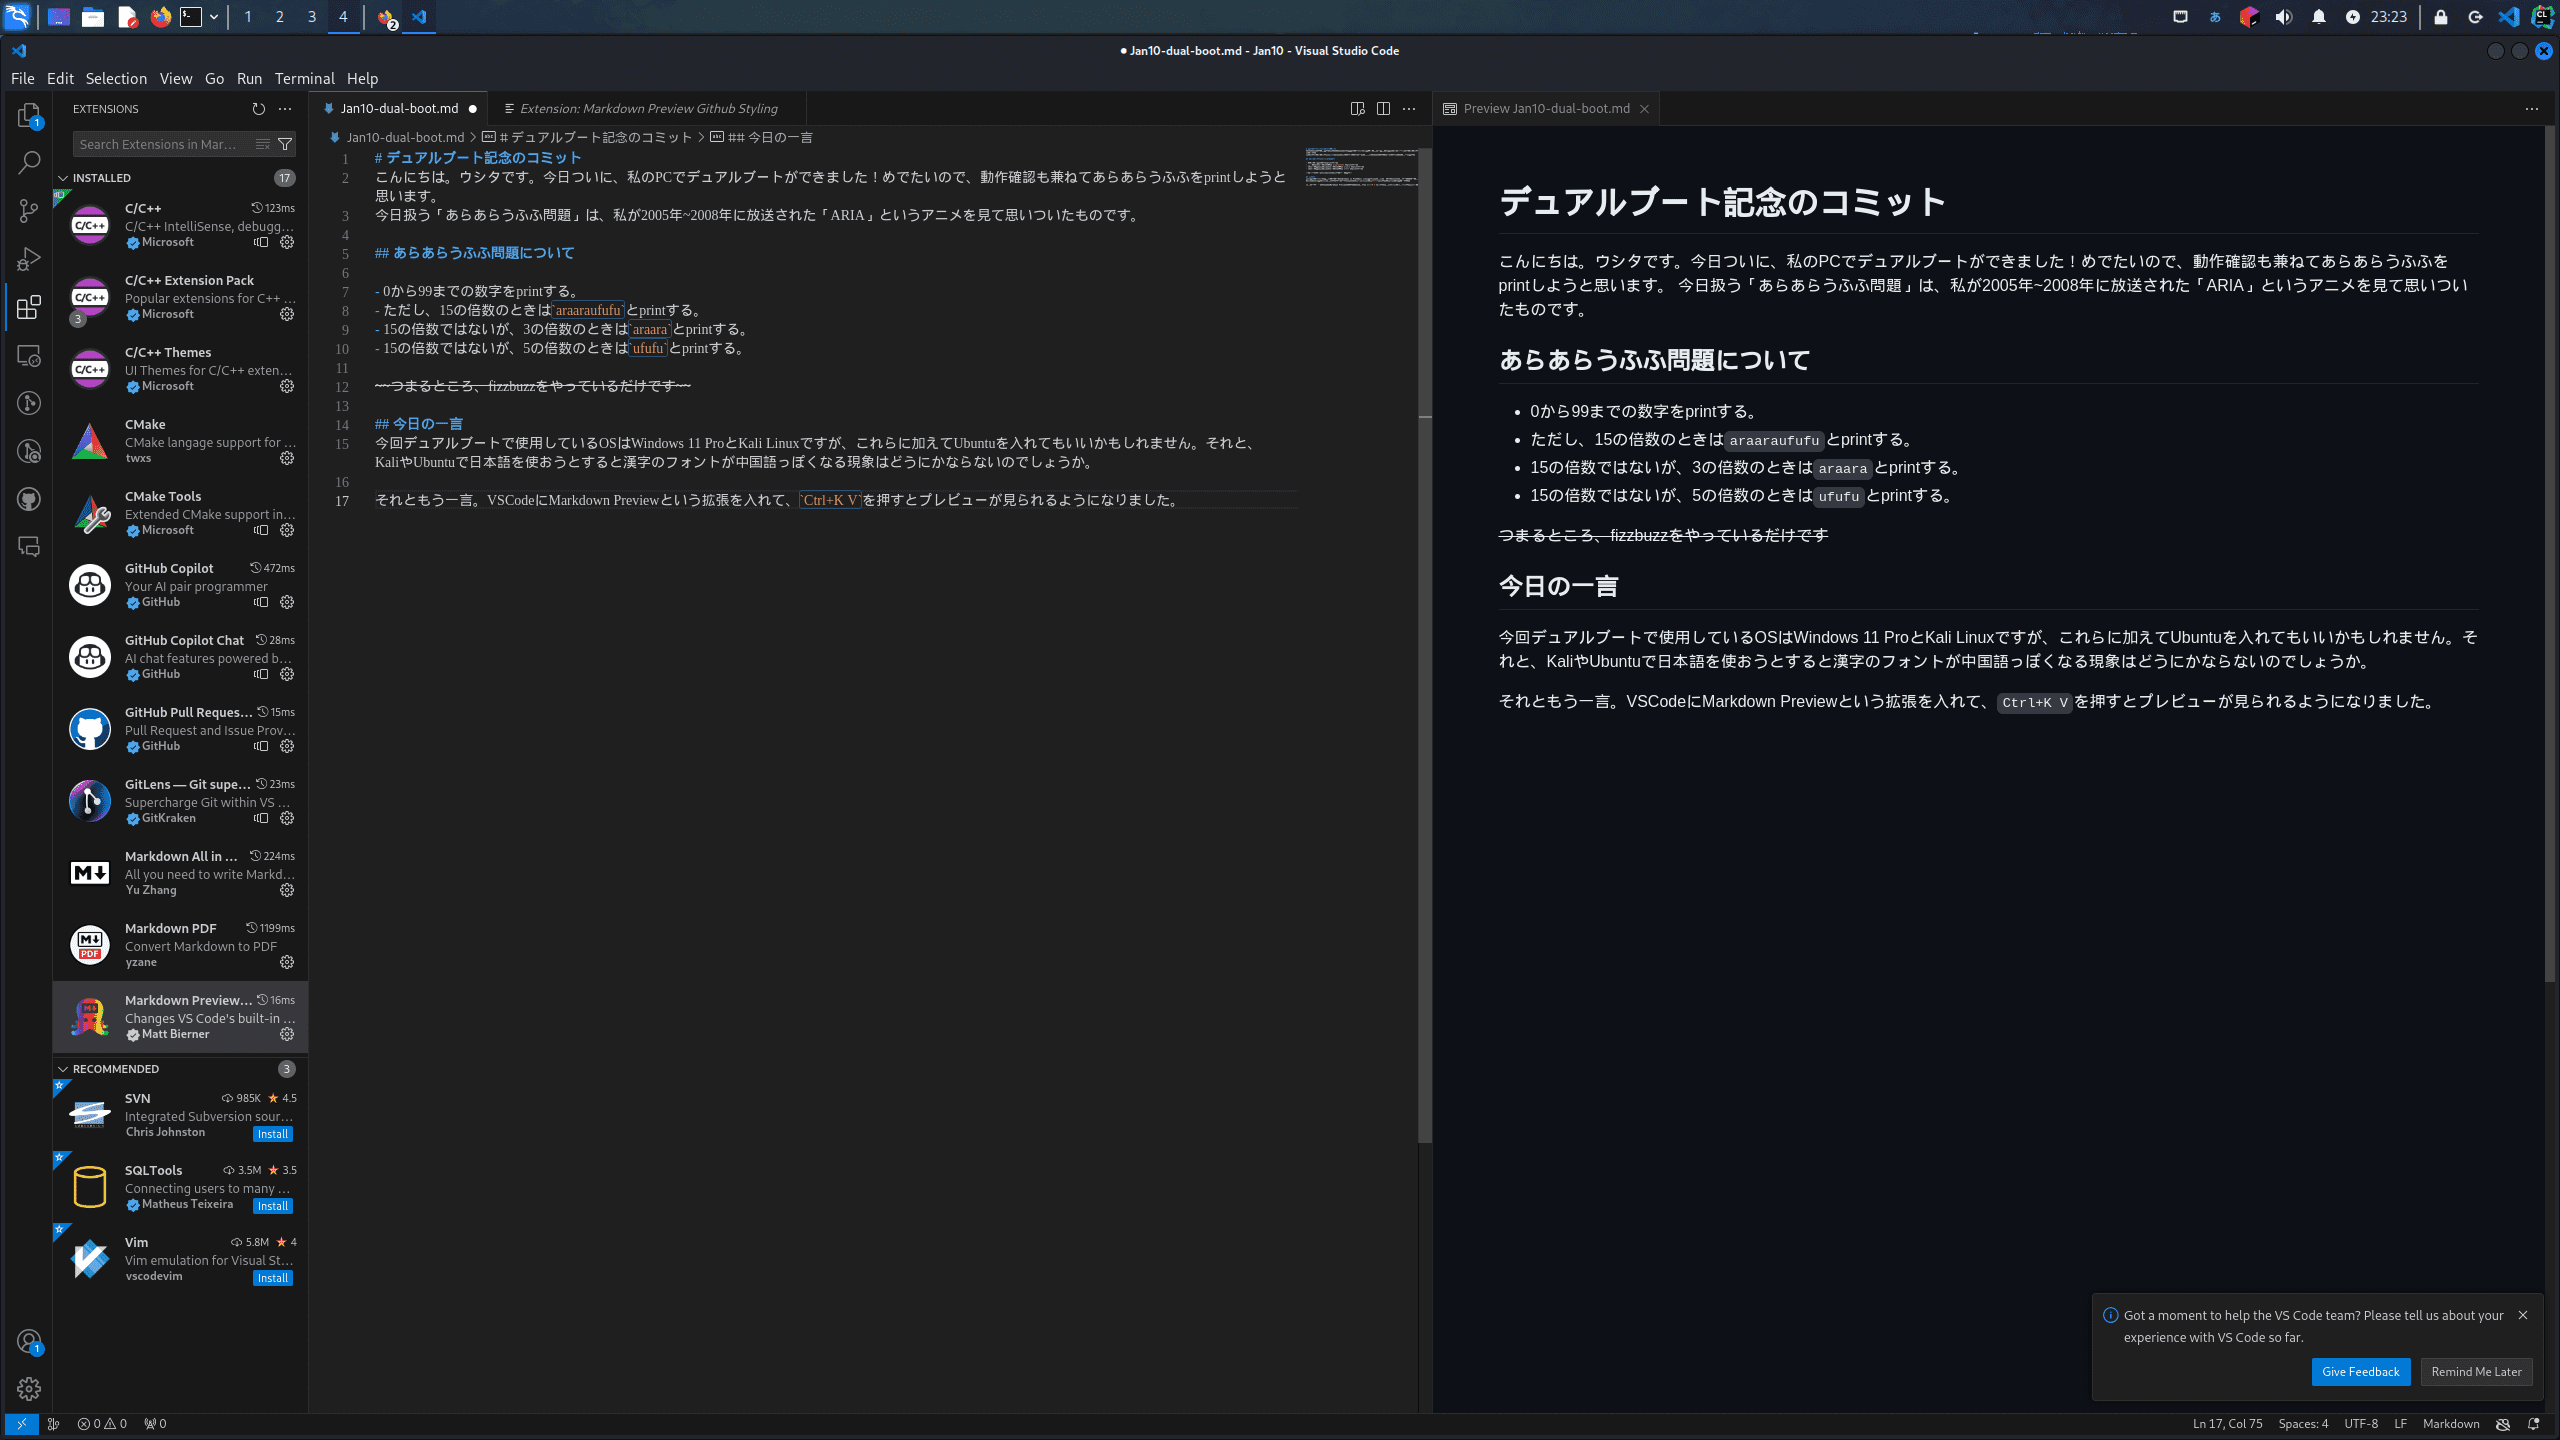 1 2 3 4 2 あ 23:23
● Jan10-dual-boot.md - Jan10 - Visual Studio Code
File Edit Selection View Go Run Terminal Help
EXTENSIONS
Search Extensions in Mar...
INSTALLED 17
C/C++ 123ms
C/C++ IntelliSense, debugg...
Microsoft
C/C++ Extension Pack
Popular extensions for C++ ...
3 Microsoft
C/C++ Themes
UI Themes for C/C++ exten...
Microsoft
CMake
CMake langage support for ...
twxs
CMake Tools
Extended CMake support in...
Microsoft
GitHub Copilot 472ms
Your AI pair programmer
GitHub
GitHub Copilot Chat 28ms
AI chat features powered b...
GitHub
GitHub Pull Reques... 15ms
Pull Request and Issue Prov...
GitHub
GitLens — Git supe... 23ms
Supercharge Git within VS ...
GitKraken
Markdown All in ... 224ms
All you need to write Markd...
Yu Zhang
Markdown PDF 1199ms
Convert Markdown to PDF
yzane
Markdown Preview... 16ms
Changes VS Code's built-in ...
Matt Bierner
RECOMMENDED 3
SVN 985K 4.5
Integrated Subversion sour...
Chris Johnston Install
SQLTools 3.5M 3.5
Connecting users to many ...
Matheus Teixeira Install
Vim 5.8M 4
Vim emulation for Visual St...
vscodevim Install
Jan10-dual-boot.md ● Extension: Markdown Preview Github Styling
Jan10-dual-boot.md > # デュアルブート記念のコミット > ## 今日の一言
1 # デュアルブート記念のコミット
2 こんにちは。ウシタです。今日ついに、私のPCでデュアルブートができました！めでたいので、動作確認も兼ねてあらあらうふふをprintしようと
思います。
3 今日扱う「あらあらうふふ問題」は、私が2005年~2008年に放送された「ARIA」というアニメを見て思いついたものです。
4
5 ## あらあらうふふ問題について
6
7 - 0から99までの数字をprintする。
8 - ただし、15の倍数のときは`araaraufufu`とprintする。
9 - 15の倍数ではないが、3の倍数のときは`araara`とprintする。
10 - 15の倍数ではないが、5の倍数のときは`ufufu`とprintする。
11
12 ~~つまるところ、fizzbuzzをやっているだけです~~
13
14 ## 今日の一言
15 今回デュアルブートで使用しているOSはWindows 11 ProとKali Linuxですが、これらに加えてUbuntuを入れてもいいかもしれません。それと、
KaliやUbuntuで日本語を使おうとすると漢字のフォントが中国語っぽくなる現象はどうにかならないのでしょうか。
16
17 それともう一言。VSCodeにMarkdown Previewという拡張を入れて、`Ctrl+K V`を押すとプレビューが見られるようになりました。
Preview Jan10-dual-boot.md
デュアルブート記念のコミット
こんにちは。ウシタです。今日ついに、私のPCでデュアルブートができました！めでたいので、動作確認も兼ねてあらあらうふふを
printしようと思います。 今日扱う「あらあらうふふ問題」は、私が2005年~2008年に放送された「ARIA」というアニメを見て思いつい
たものです。
あらあらうふふ問題について
• 0から99までの数字をprintする。
• ただし、15の倍数のときはaraaraufufuとprintする。
• 15の倍数ではないが、3の倍数のときはaraaraとprintする。
• 15の倍数ではないが、5の倍数のときはufufuとprintする。
つまるところ、fizzbuzzをやっているだけです
今日の一言
今回デュアルブートで使用しているOSはWindows 11 ProとKali Linuxですが、これらに加えてUbuntuを入れてもいいかもしれません。そ
れと、KaliやUbuntuで日本語を使おうとすると漢字のフォントが中国語っぽくなる現象はどうにかならないのでしょうか。
それともう一言。VSCodeにMarkdown Previewという拡張を入れて、Ctrl+K Vを押すとプレビューが見られるようになりました。
Got a moment to help the VS Code team? Please tell us about your
experience with VS Code so far.
Give Feedback Remind Me Later
0 0 0 Ln 17, Col 75 Spaces: 4 UTF-8 LF Markdown